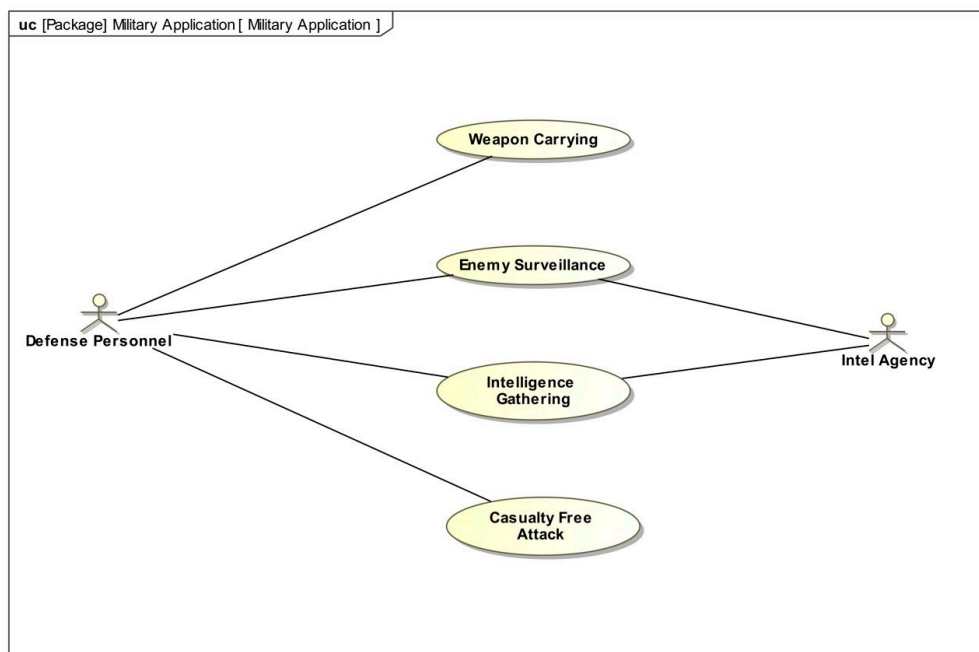 uc [Package] Military Application [ Military Application ]
Weapon Carrying
Enemy Surveillance
Defense Personnel
Intel Agency
Intelligence
Gathering
Casualty Free
Attack